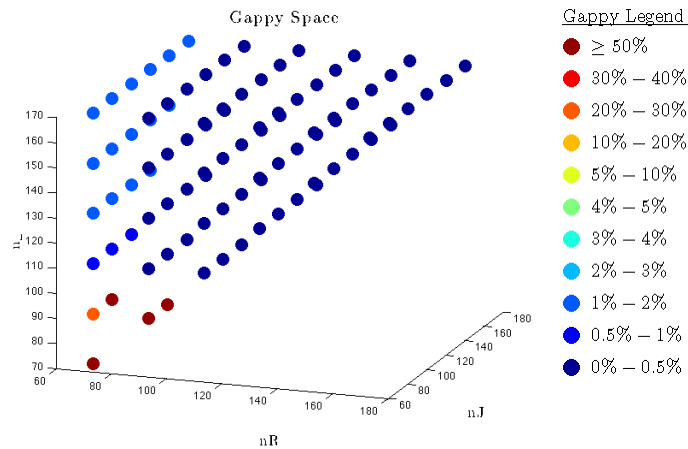 Gappy Space
Gappy Legend
≥ 50%
30% – 40%
20% – 30%
10% – 20%
5% – 10%
4% – 5%
3% – 4%
2% – 3%
1% – 2%
0.5% – 1%
0% – 0.5%
170
160
150
140
130
120
110
100
90
80
70
n_
60
80
100
120
140
160
180
nR
60
80
100
120
140
160
180
nJ